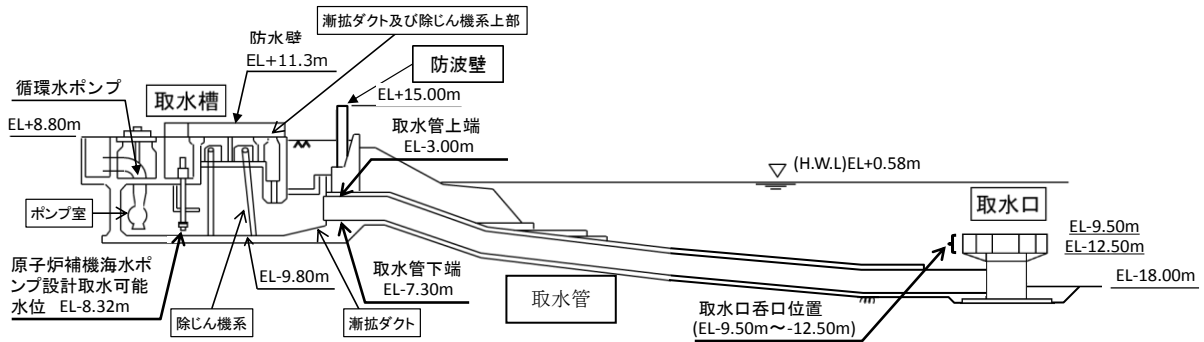 漸拡ダクト及び除じん機系上部
防水壁
EL+11.3m
防波壁
EL+15.00m
循環水ポンプ
取水槽
EL+8.80m
取水管上端
EL-3.00m
(H.W.L)EL+0.58m
ポンプ室
取水口
EL-9.50m
EL-12.50m
原子炉補機海水ポ
ンプ設計取水可能
水位 EL-8.32m
EL-9.80m
取水管下端
EL-7.30m
EL-18.00m
取水管
除じん機系
漸拡ダクト
取水口呑口位置
(EL-9.50m～-12.50m)